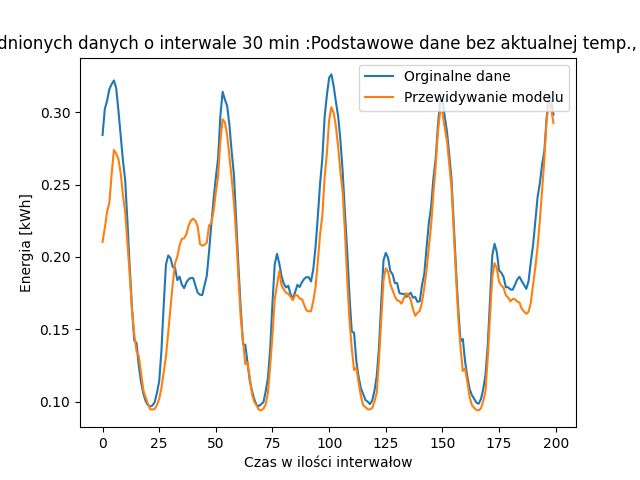 dnionych danych o interwale 30 min :Podstawowe dane bez aktualnej temp.,
Orginalne dane
Przewidywanie modelu
Energia [kWh]
0.30
0.25
0.20
0.15
0.10
0 25 50 75 100 125 150 175 200
Czas w ilości interwałow